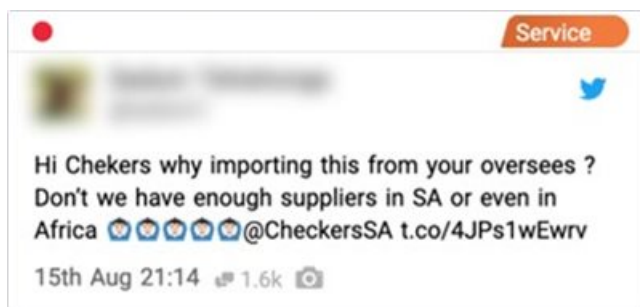 Service
Hi Chekers why importing this from your oversees ?
Don't we have enough suppliers in SA or even in
Africa @CheckersSA t.co/4JPs1wEwrv
15th Aug 21:14 1.6k